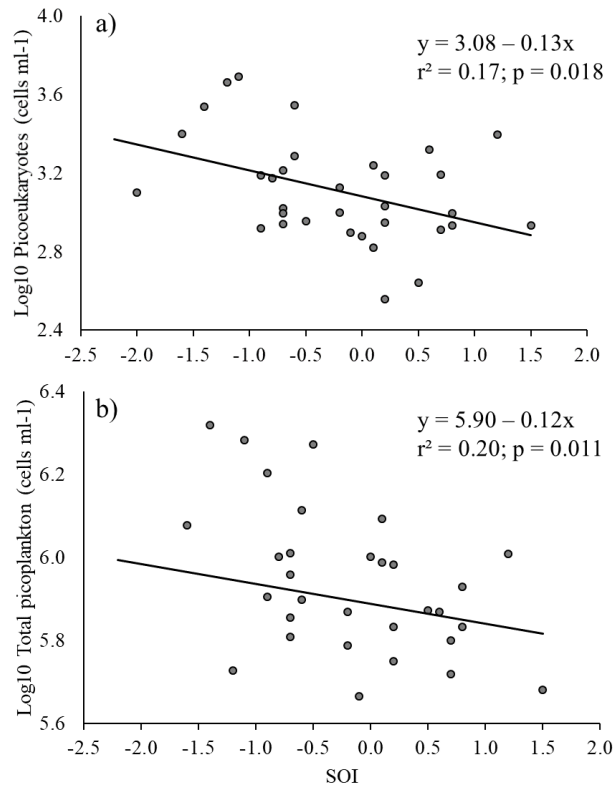 a)
y = 3.08 – 0.13x
r² = 0.17; p = 0.018
Log10 Picoeukaryotes (cells ml-1)
4.0
3.6
3.2
2.8
2.4
-2.5 -2.0 -1.5 -1.0 -0.5 0.0 0.5 1.0 1.5 2.0
b)
y = 5.90 – 0.12x
r² = 0.20; p = 0.011
Log10 Total picoplankton (cells ml-1)
6.4
6.2
6.0
5.8
5.6
-2.5 -2.0 -1.5 -1.0 -0.5 0.0 0.5 1.0 1.5 2.0
SOI